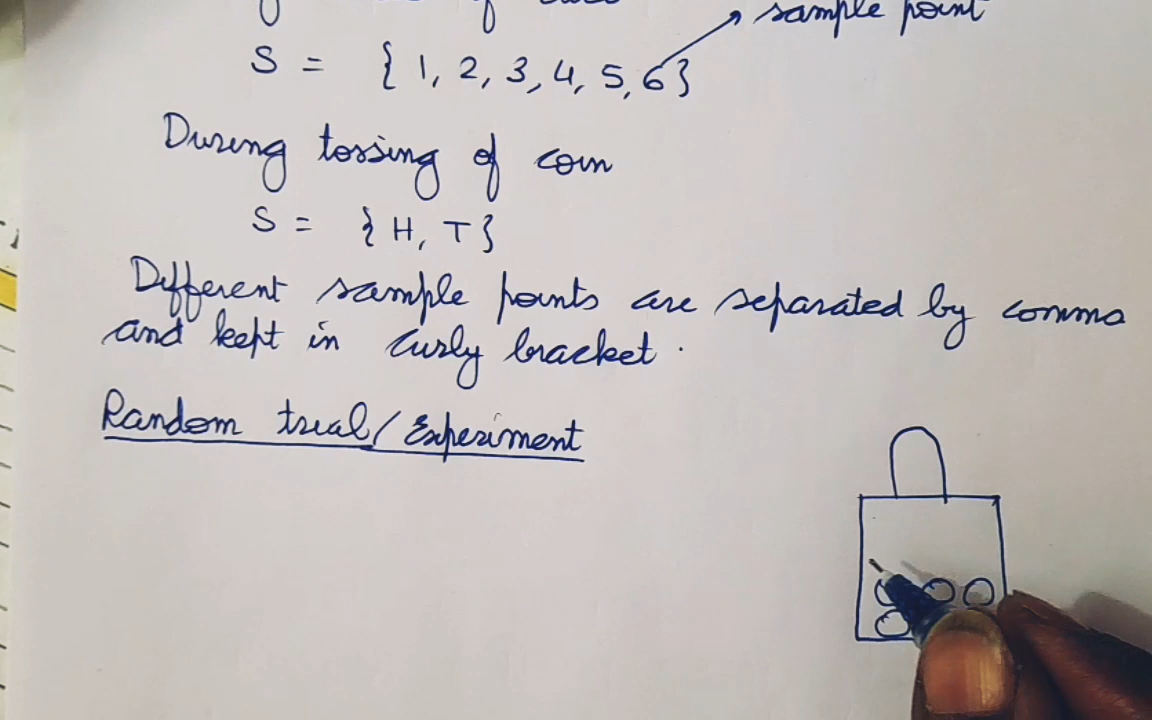 of
sample point
S = { 1, 2, 3, 4, 5, 6 }
During tossing of coin
S = { H, T }
Different sample points are separated by comma
and kept in curly bracket.
Random trial / Experiment